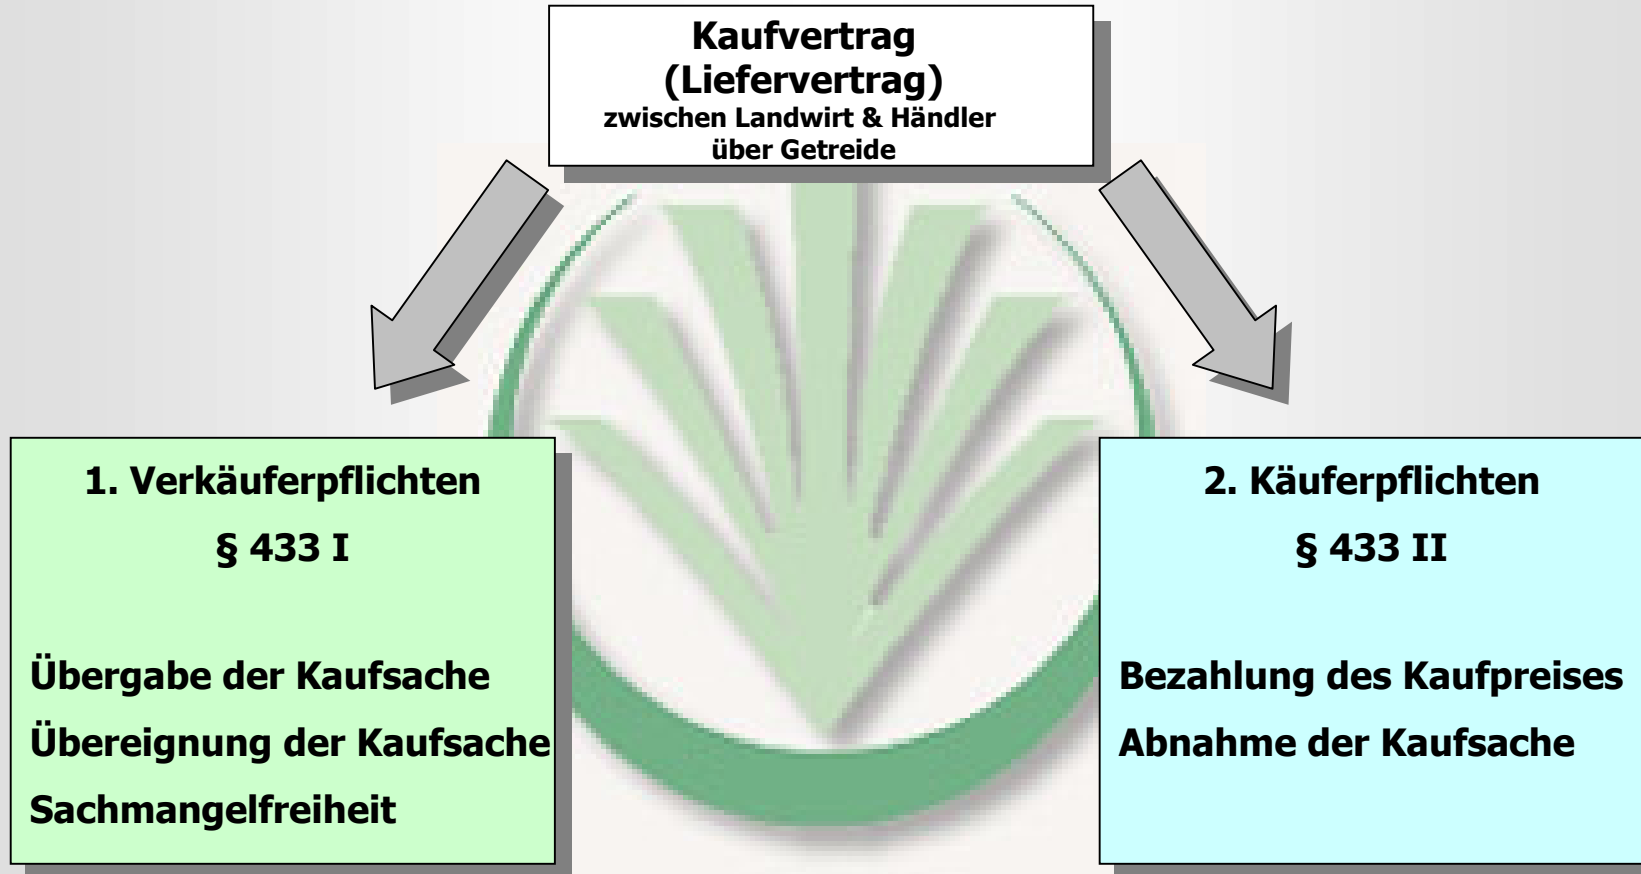 Kaufvertrag
(Liefervertrag)
zwischen Landwirt & Händler
über Getreide
1. Verkäuferpflichten
§ 433 I
Übergabe der Kaufsache
Übereignung der Kaufsache
Sachmangelfreiheit
2. Käuferpflichten
§ 433 II
Bezahlung des Kaufpreises
Abnahme der Kaufsache